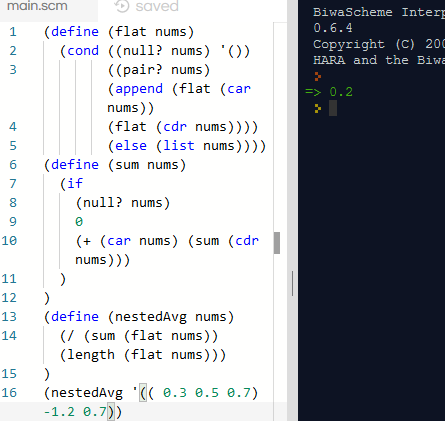 main.scm saved
1 (define (flat nums)
2 (cond ((null? nums) '())
3 ((pair? nums)
(append (flat (car
nums))
4 (flat (cdr nums))))
5 (else (list nums))))
6 (define (sum nums)
7 (if
8 (null? nums)
9 0
10 (+ (car nums) (sum (cdr
nums)))
11 )
12 )
13 (define (nestedAvg nums)
14 (/ (sum (flat nums))
(length (flat nums)))
15 )
16 (nestedAvg '(( 0.3 0.5 0.7)
-1.2 0.7))
BiwaScheme Interp
0.6.4
Copyright (C) 200
HARA and the Biwa
=> 0.2